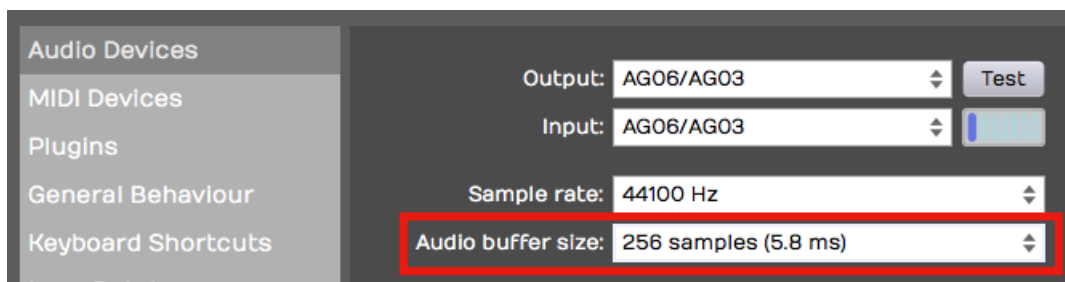 Audio Devices
MIDI Devices
Plugins
General Behaviour
Keyboard Shortcuts
Output: AG06/AG03 Test
Input: AG06/AG03
Sample rate: 44100 Hz
Audio buffer size: 256 samples (5.8 ms)